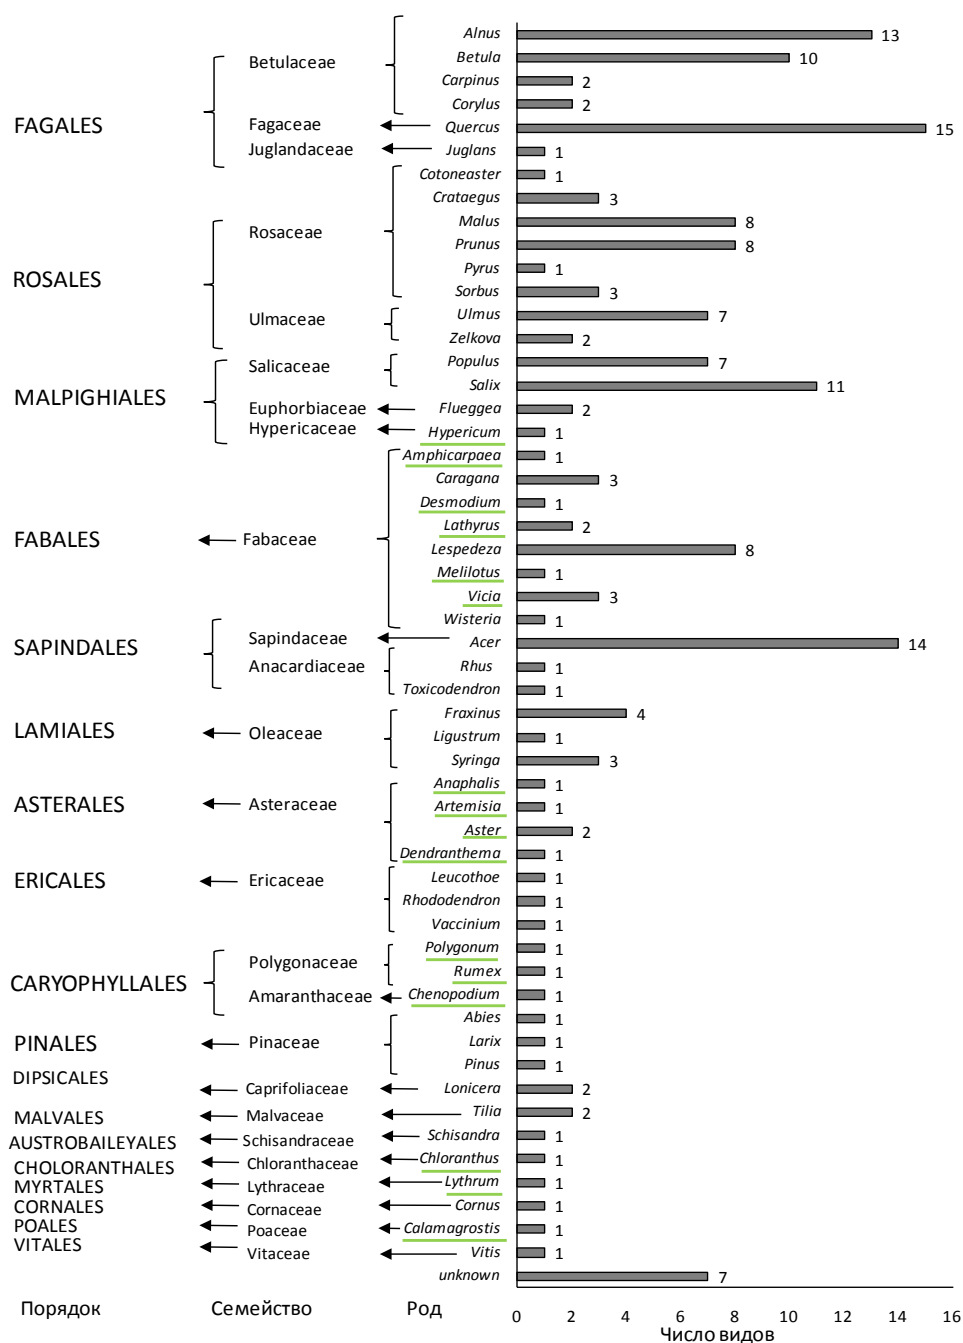 Alnus 13
Betula 10
Betulaceae
Carpinus 2
Corylus 2
FAGALES
Fagaceae Quercus 15
Juglandaceae Juglans 1
Cotoneaster 1
Crataegus 3
Malus 8
Rosaceae
Prunus 8
Pyrus 1
ROSALES
Sorbus 3
Ulmus 7
Ulmaceae
Zelkova 2
Populus 7
Salicaceae
Salix 11
MALPIGHIALES
Euphorbiaceae Flueggea 2
Hypericaceae Hypericum 1
Amphicarpaea 1
Caragana 3
Desmodium 1
Lathyrus 2
FABALES Fabaceae
Lespedeza 8
Melilotus 1
Vicia 3
Wisteria 1
Sapindaceae Acer 14
SAPINDALES
Anacardiaceae Rhus 1
Toxicodendron 1
Fraxinus 4
LAMIALES Oleaceae Ligustrum 1
Syringa 3
Anaphalis 1
ASTERALES Asteraceae Artemisia 1
Aster 2
Dendranthema 1
ERICALES Ericaceae Leucothoe 1
Rhododendron 1
Vaccinium 1
Polygonum 1
Polygonaceae
Rumex 1
CARYOPHYLLALES
Amaranthaceae Chenopodium 1
Abies 1
PINALES Pinaceae Larix 1
Pinus 1
DIPSICALES
Caprifoliaceae Lonicera 2
MALVALES Malvaceae Tilia 2
AUSTROBAILEYALES Schisandraceae Schisandra 1
CHOLORANTHALES Chloranthaceae Chloranthus 1
MYRTALES Lythraceae Lythrum 1
CORNALES Cornaceae Cornus 1
POALES Poaceae Calamagrostis 1
VITALES Vitaceae Vitis 1
unknown 7
Порядок Семейство Род 0 2 4 6 8 10 12 14 16
Число видов